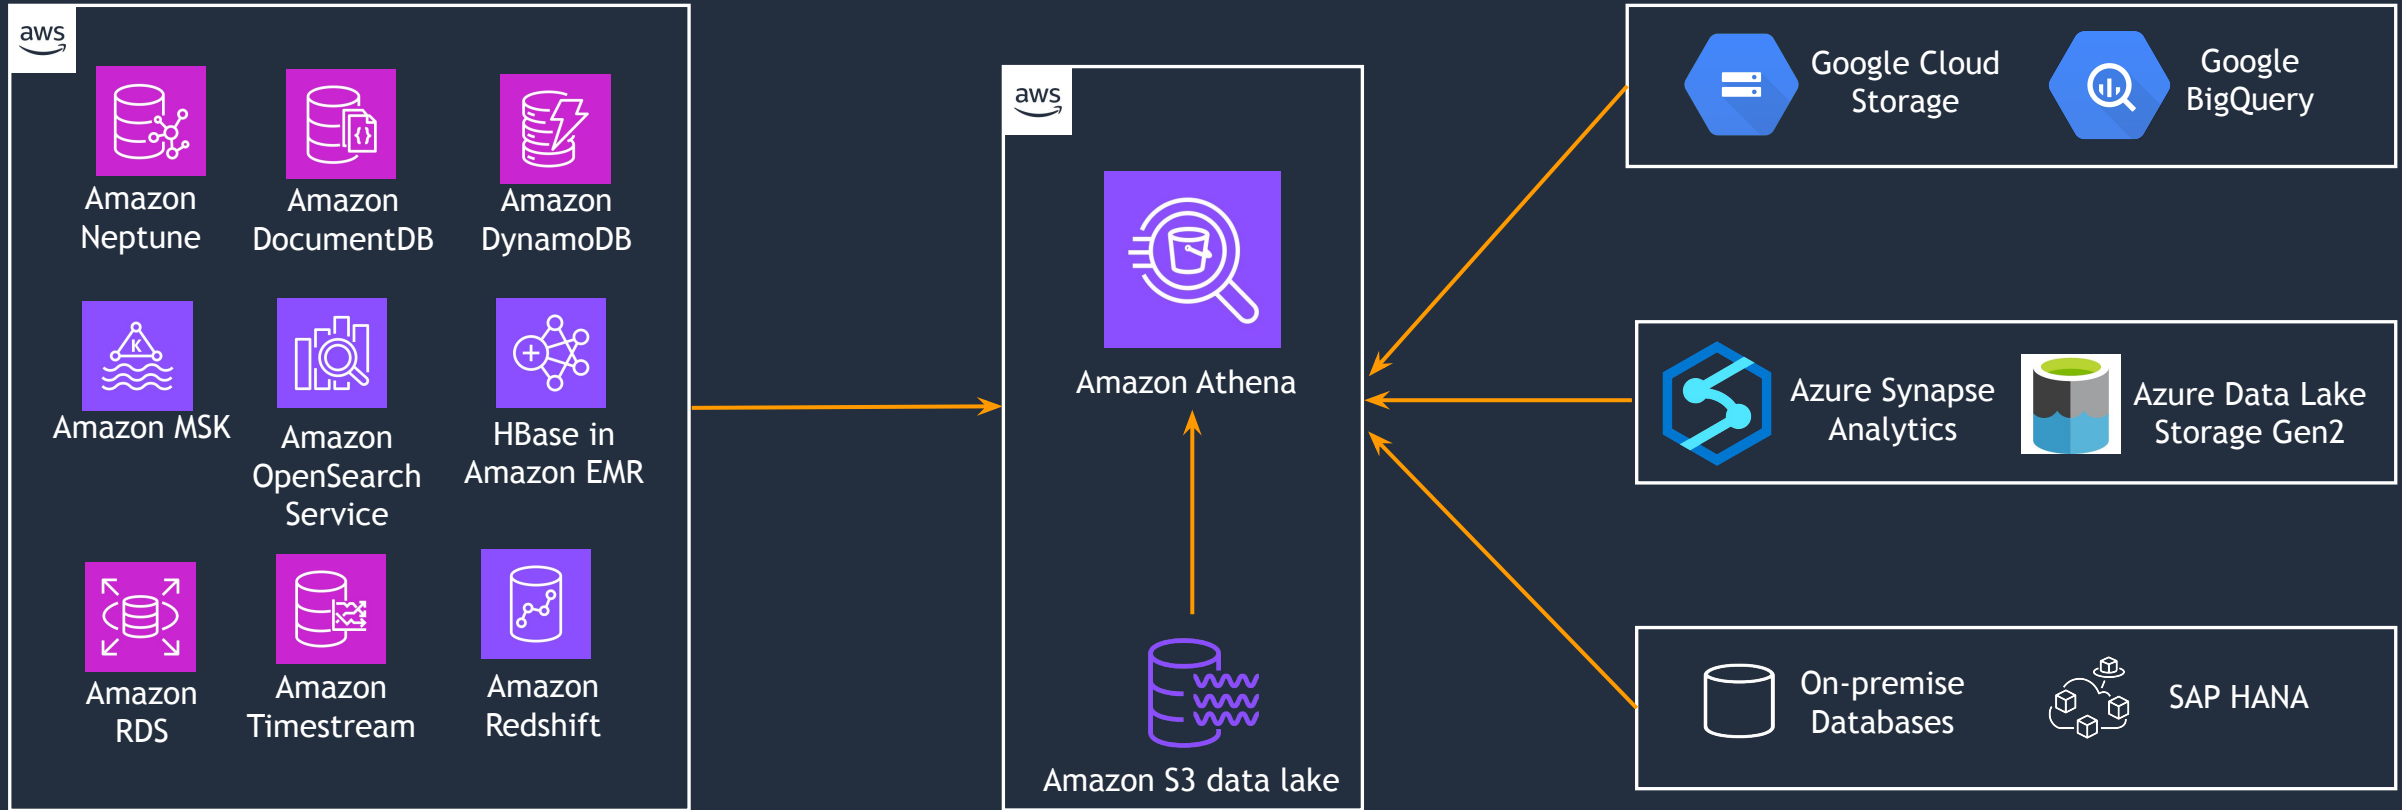 aws
Amazon
Neptune
Amazon
DocumentDB
Amazon
DynamoDB
K
Amazon MSK
Amazon
OpenSearch
Service
HBase in
Amazon EMR
Amazon
RDS
Amazon
Timestream
Amazon
Redshift
aws
Amazon Athena
Amazon S3 data lake
Google Cloud
Storage
Google
BigQuery
Azure Synapse
Analytics
Azure Data Lake
Storage Gen2
On-premise
Databases
SAP HANA